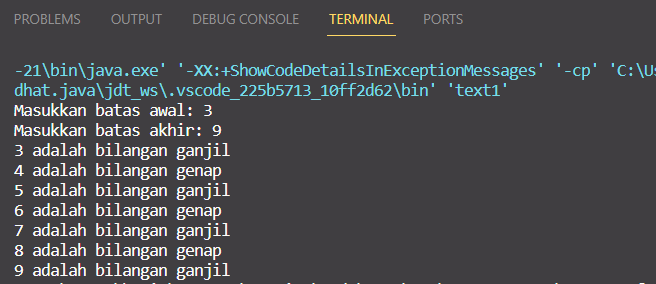 PROBLEMS OUTPUT DEBUG CONSOLE TERMINAL PORTS
-21\bin\java.exe' '-XX:+ShowCodeDetailsInExceptionMessages' '-cp' 'C:\Us
dhat.java\jdt_ws\.vscode_225b5713_10ff2d62\bin' 'text1'
Masukkan batas awal: 3
Masukkan batas akhir: 9
3 adalah bilangan ganjil
4 adalah bilangan genap
5 adalah bilangan ganjil
6 adalah bilangan genap
7 adalah bilangan ganjil
8 adalah bilangan genap
9 adalah bilangan ganjil